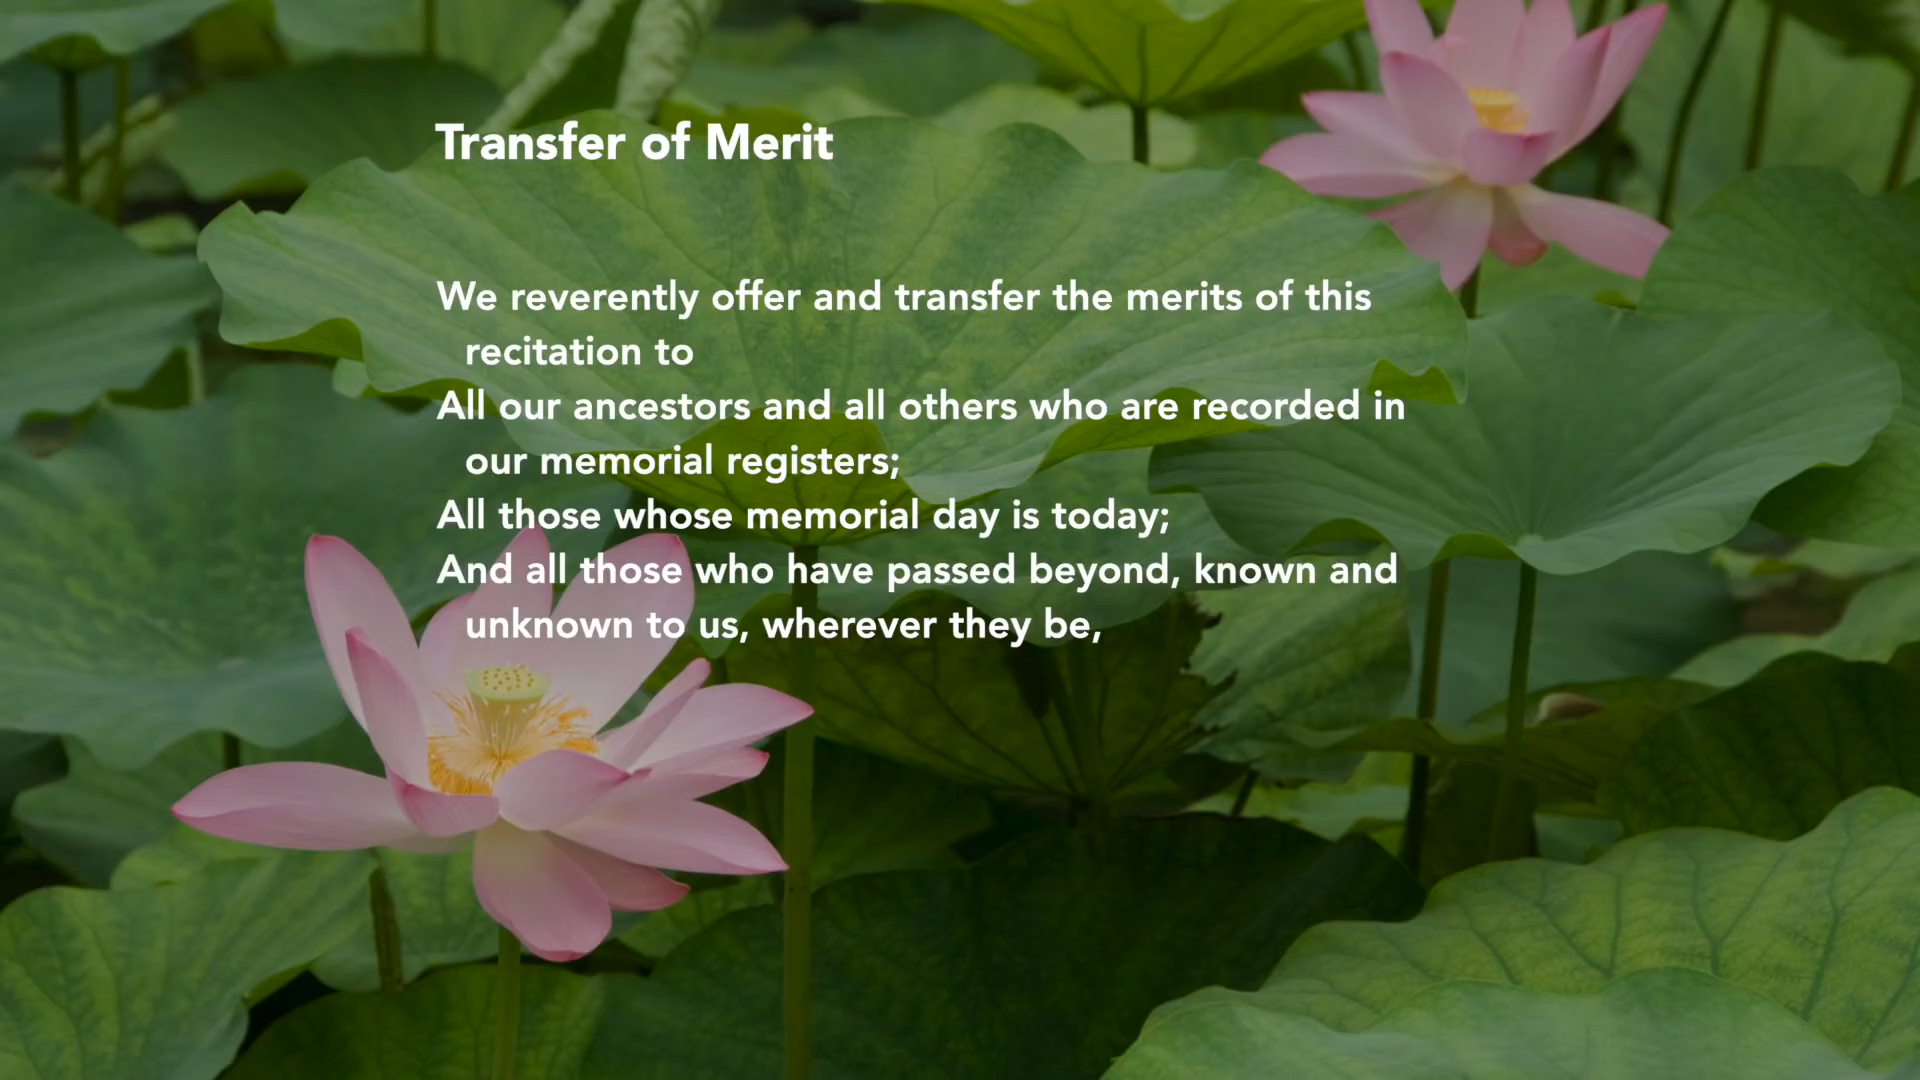 Transfer of Merit
We reverently offer and transfer the merits of this
recitation to
All our ancestors and all others who are recorded in
our memorial registers;
All those whose memorial day is today;
And all those who have passed beyond, known and
unknown to us, wherever they be,